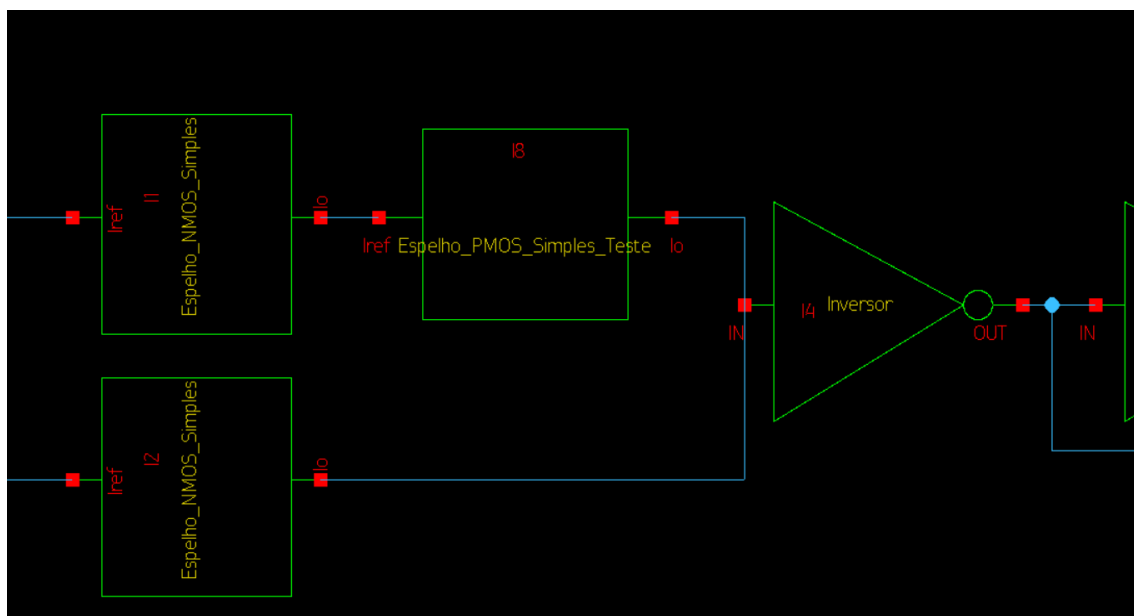 Iref
I1
Espelho_NMOS_Simples
Io
I8
Iref
Espelho_PMOS_Simples_Teste
Io
IN
I4
Inversor
OUT
IN
Iref
I2
Espelho_NMOS_Simples
Io